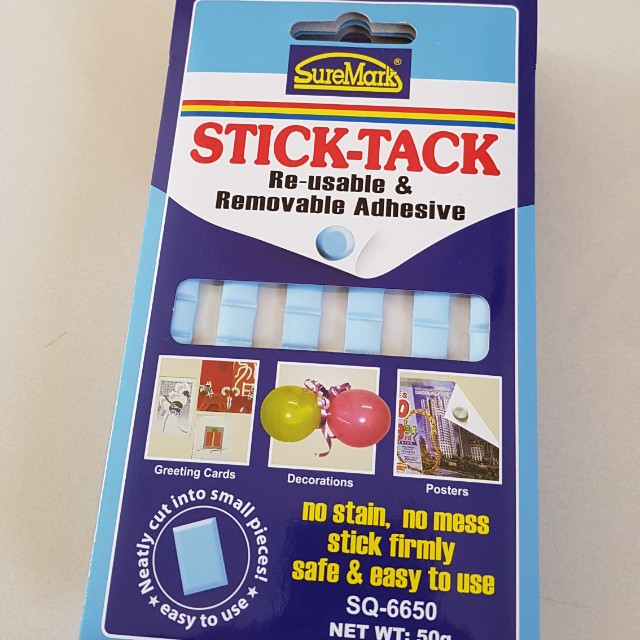 SureMark®
STICK-TACK
Re-usable &
Removable Adhesive
Greeting Cards
Decorations
Posters
Neatly cut into small pieces!
★ easy to use ★
no stain, no mess
stick firmly
safe & easy to use
SQ-6650
NET WT: 50g